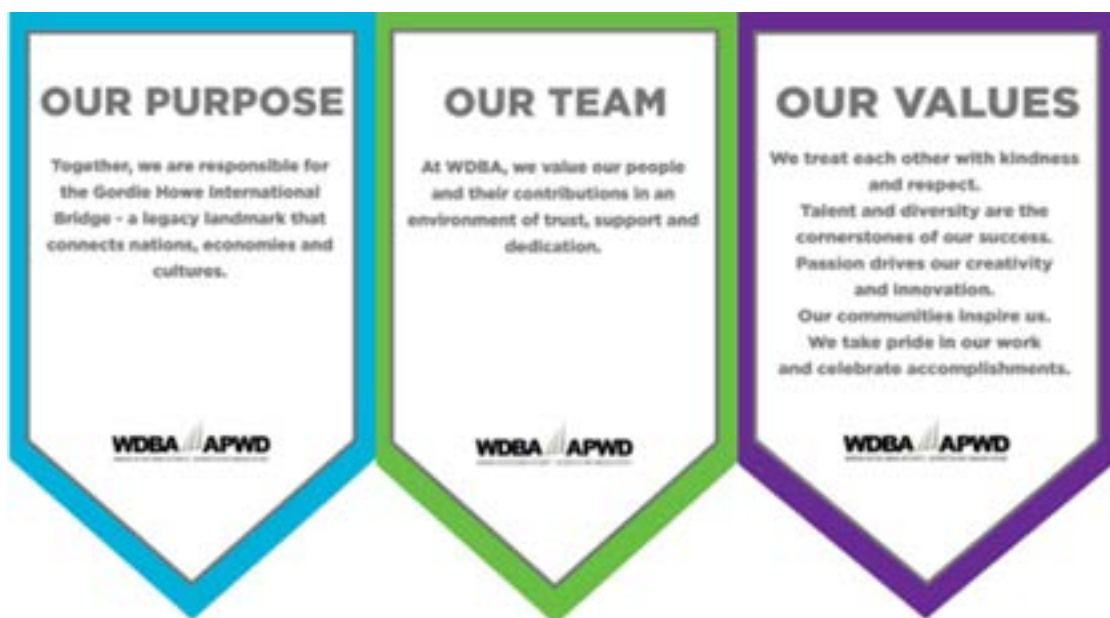 OUR PURPOSE
Together, we are responsible for
the Gordie Howe International
Bridge - a legacy landmark that
connects nations, economies and
cultures.
WDBA APWD
OUR TEAM
At WDBA, we value our people
and their contributions in an
environment of trust, support and
dedication.
WDBA APWD
OUR VALUES
We treat each other with kindness
and respect.
Talent and diversity are the
cornerstones of our success.
Passion drives our creativity
and innovation.
Our communities inspire us.
We take pride in our work
and celebrate accomplishments.
WDBA APWD